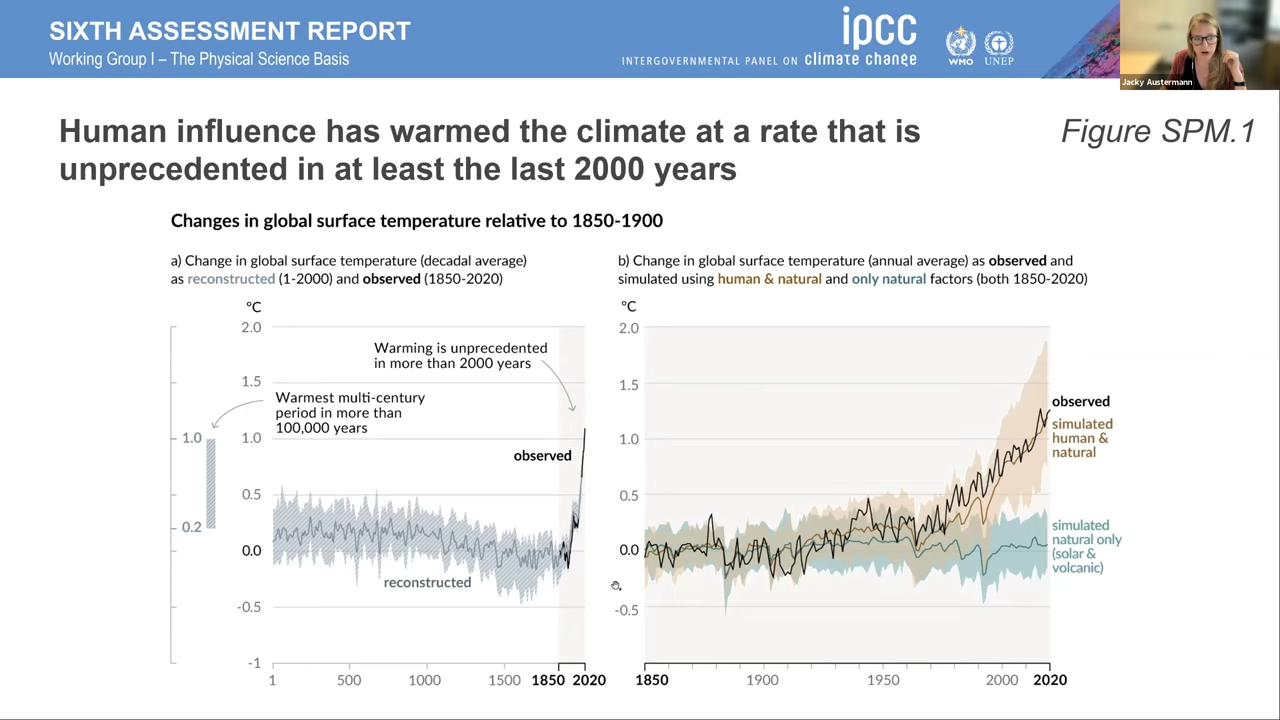 SIXTH ASSESSMENT REPORT
Working Group I – The Physical Science Basis
ipcc
INTERGOVERNMENTAL PANEL ON climate change
WMO
UNEP
Jacky Austermann
Human influence has warmed the climate at a rate that is
unprecedented in at least the last 2000 years
Figure SPM.1
Changes in global surface temperature relative to 1850-1900
a) Change in global surface temperature (decadal average)
as reconstructed (1-2000) and observed (1850-2020)
°C
2.0
1.5
1.0
0.5
0.0
-0.5
-1
1.0
0.2
Warming is unprecedented
in more than 2000 years
Warmest multi-century
period in more than
100,000 years
observed
reconstructed
1
500
1000
1500
1850
2020
b) Change in global surface temperature (annual average) as observed and
simulated using human & natural and only natural factors (both 1850-2020)
°C
2.0
1.5
1.0
0.5
0.0
-0.5
observed
simulated
human &
natural
simulated
natural only
(solar &
volcanic)
1850
1900
1950
2000
2020